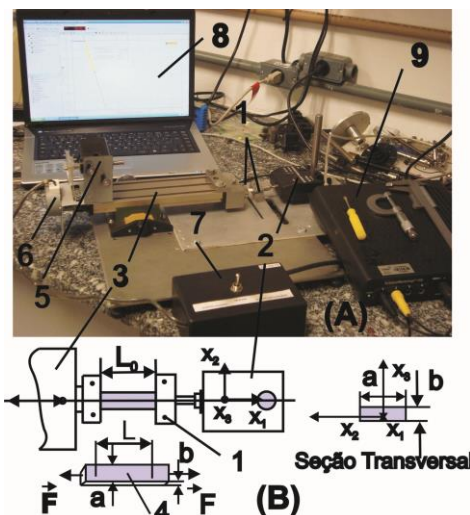 8
9
1
7
2
6
5
3
(A)
L₀
x₂
x₃
x₁
1
a
x₃
b
x₂
x₁
Seção Transversal
L
b
F
a
4
F
(B)